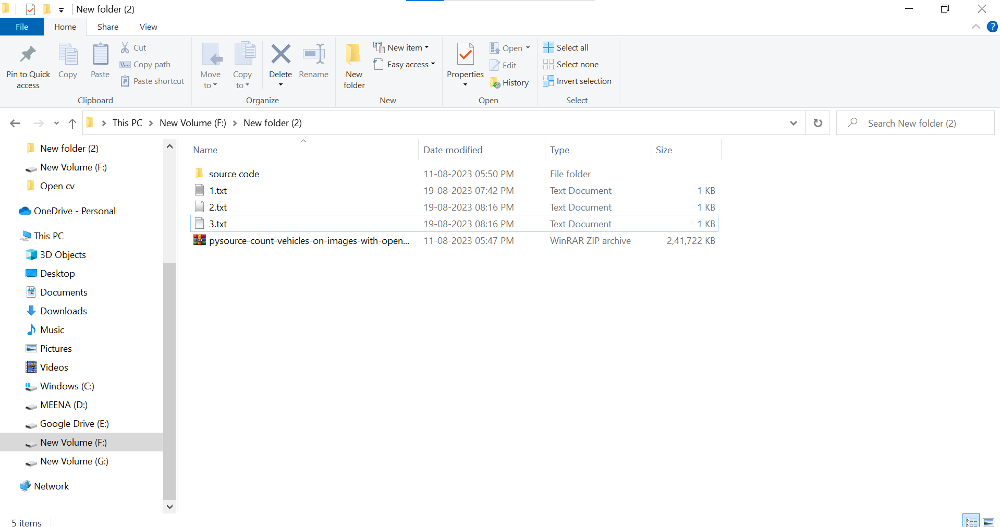 New folder (2)
File Home Share View
Pin to Quick access
Copy
Paste
Cut
Copy path
Paste shortcut
Clipboard
Move to
Copy to
Delete
Rename
Organize
New folder
New item
Easy access
New
Properties
Open
Edit
History
Open
Select all
Select none
Invert selection
Select
This PC > New Volume (F:) > New folder (2)
Search New folder (2)
New folder (2)
New Volume (F:)
Open cv
OneDrive - Personal
This PC
3D Objects
Desktop
Documents
Downloads
Music
Pictures
Videos
Windows (C:)
MEENA (D:)
Google Drive (E:)
New Volume (F:)
New Volume (G:)
Network
Name Date modified Type Size
source code 11-08-2023 05:50 PM File folder
1.txt 19-08-2023 07:42 PM Text Document 1 KB
2.txt 19-08-2023 08:16 PM Text Document 1 KB
3.txt 19-08-2023 08:16 PM Text Document 1 KB
pysource-count-vehicles-on-images-with-open... 11-08-2023 05:47 PM WinRAR ZIP archive 2,41,722 KB
5 items